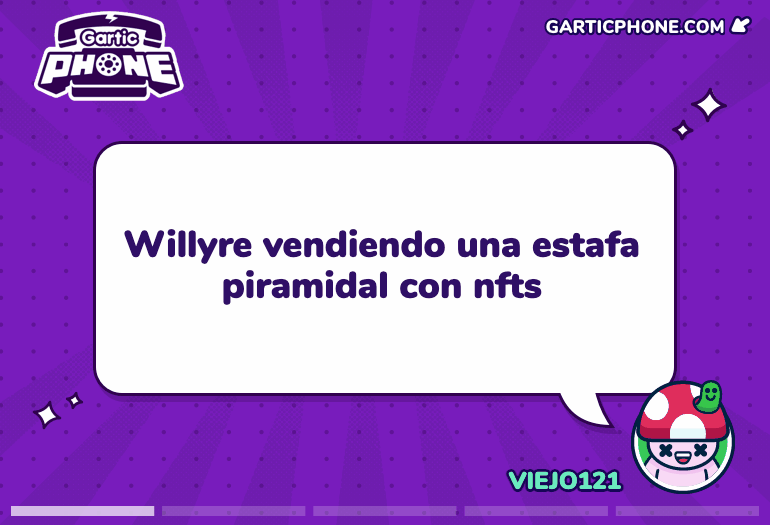 Gartic
PHONE
GARTICPHONE.COM
Willyre vendiendo una estafa
piramidal con nfts
VIEJO121